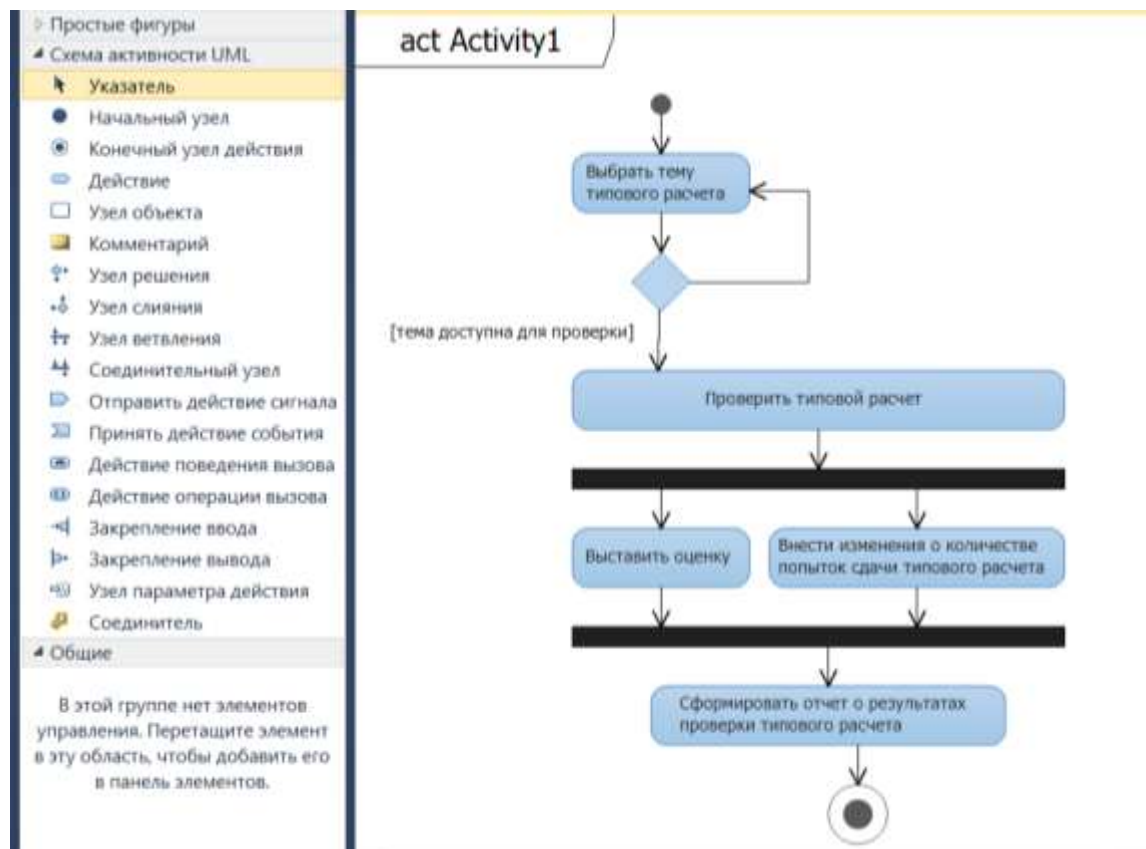 Простые фигуры
Схема активности UML
Указатель
Начальный узел
Конечный узел действия
Действие
Узел объекта
Комментарий
Узел решения
Узел слияния
Узел ветвления
Соединительный узел
Отправить действие сигнала
Принять действие события
Действие поведения вызова
Действие операции вызова
Закрепление ввода
Закрепление вывода
Узел параметра действия
Соединитель
Общие
В этой группе нет элементов
управления. Перетащите элемент
в эту область, чтобы добавить его
в панель элементов.
act Activity1
Выбрать тему
типового расчета
[тема доступна для проверки]
Проверить типовой расчет
Выставить оценку
Внести изменения о количестве
попыток сдачи типового расчета
Сформировать отчет о результатах
проверки типового расчета